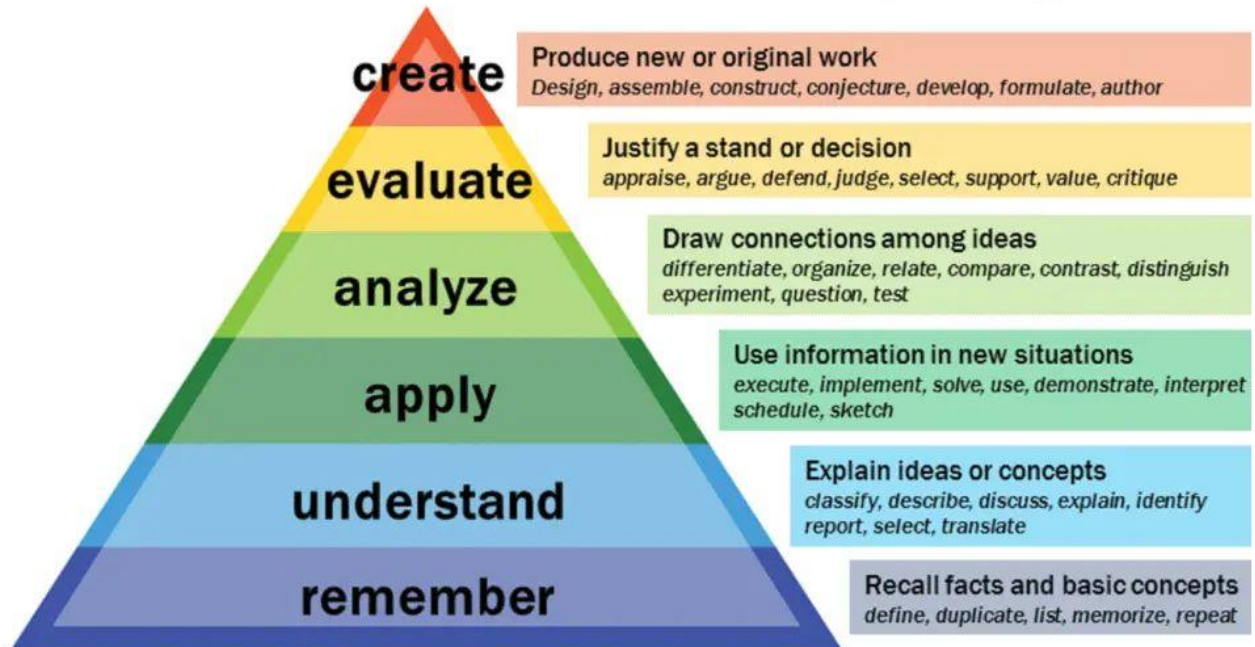 create
Produce new or original work
Design, assemble, construct, conjecture, develop, formulate, author
evaluate
Justify a stand or decision
appraise, argue, defend, judge, select, support, value, critique
analyze
Draw connections among ideas
differentiate, organize, relate, compare, contrast, distinguish
experiment, question, test
apply
Use information in new situations
execute, implement, solve, use, demonstrate, interpret
schedule, sketch
understand
Explain ideas or concepts
classify, describe, discuss, explain, identify
report, select, translate
remember
Recall facts and basic concepts
define, duplicate, list, memorize, repeat